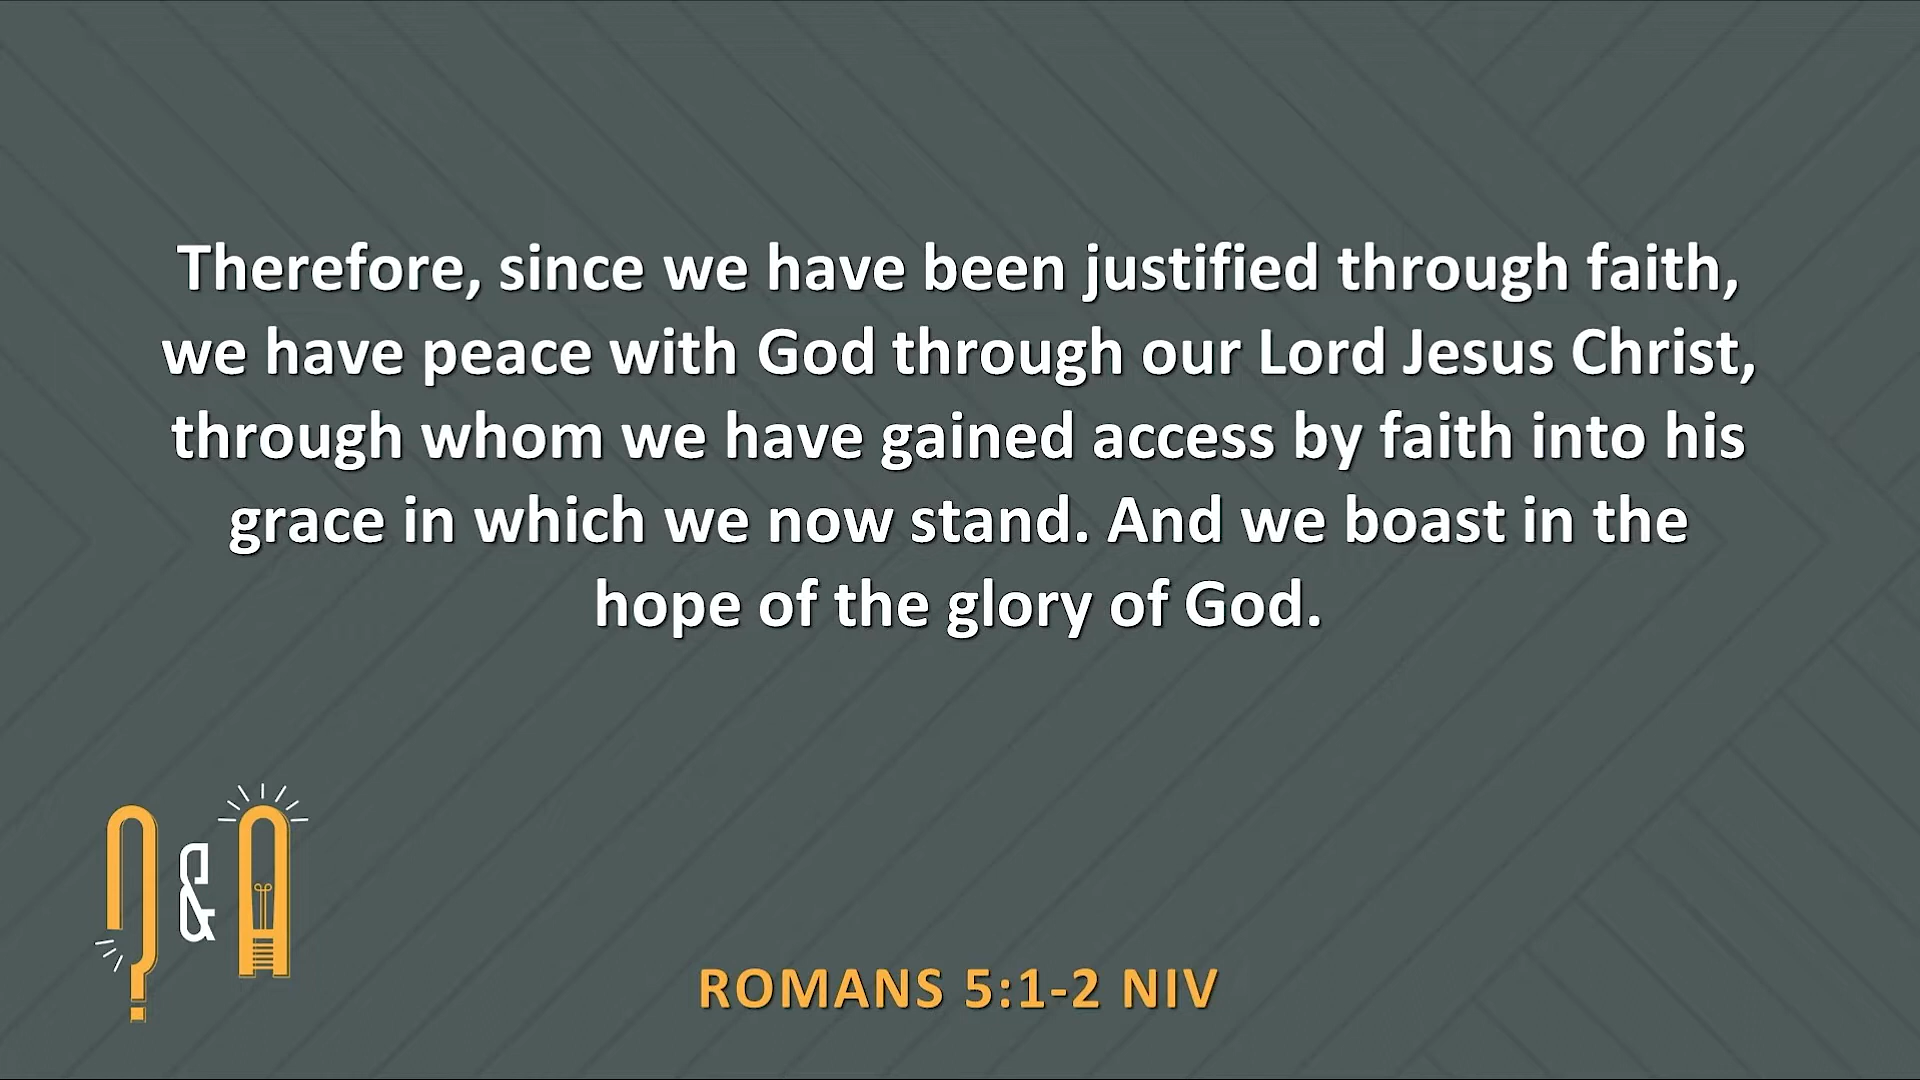 Therefore, since we have been justified through faith,
we have peace with God through our Lord Jesus Christ,
through whom we have gained access by faith into his
grace in which we now stand. And we boast in the
hope of the glory of God.
? & A
ROMANS 5:1-2 NIV